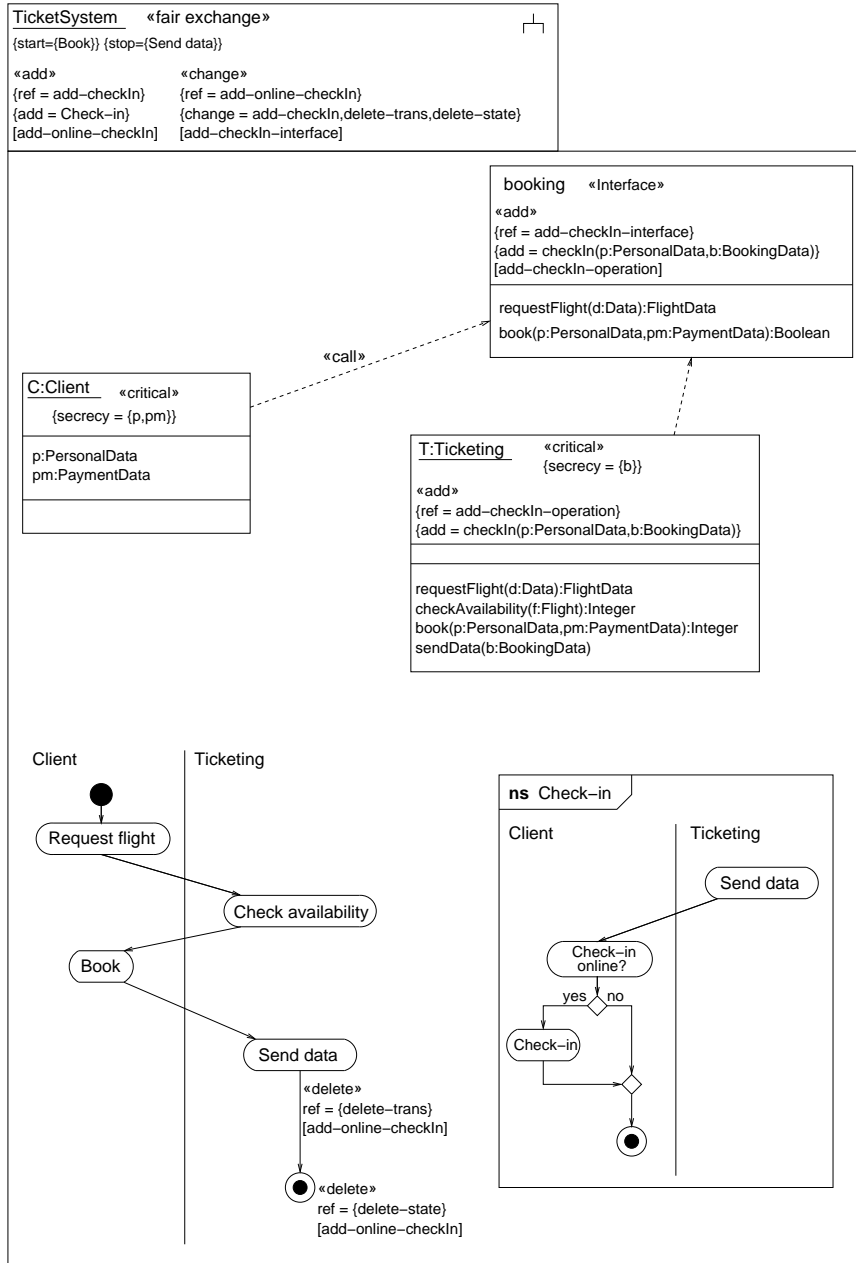 TicketSystem «fair exchange»
{start={Book}} {stop={Send data}}
«add» «change»
{ref = add−checkIn} {ref = add−online−checkIn}
{add = Check−in} {change = add−checkIn,delete−trans,delete−state}
[add−online−checkIn] [add−checkIn−interface]
booking «Interface»
«add»
{ref = add−checkIn−interface}
{add = checkIn(p:PersonalData,b:BookingData)}
[add−checkIn−operation]
requestFlight(d:Data):FlightData
book(p:PersonalData,pm:PaymentData):Boolean
«call»
C:Client «critical»
{secrecy = {p,pm}}
p:PersonalData
pm:PaymentData
T:Ticketing «critical»
{secrecy = {b}}
«add»
{ref = add−checkIn−operation}
{add = checkIn(p:PersonalData,b:BookingData)}
requestFlight(d:Data):FlightData
checkAvailability(f:Flight):Integer
book(p:PersonalData,pm:PaymentData):Integer
sendData(b:BookingData)
Client Ticketing
Request flight
Check availability
Book
Send data
«delete»
ref = {delete−trans}
[add−online−checkIn]
«delete»
ref = {delete−state}
[add−online−checkIn]
ns Check−in
Client Ticketing
Send data
Check−in
online?
yes no
Check−in